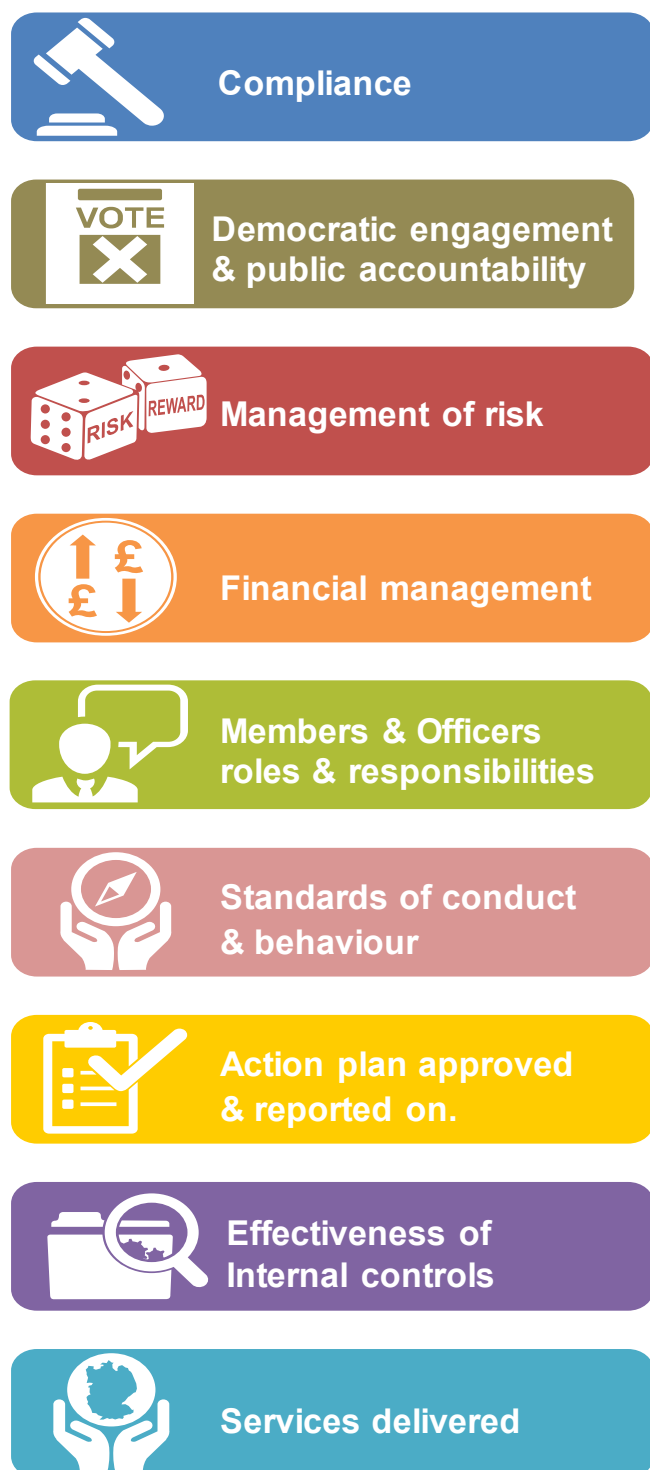 Compliance
VOTE
Democratic engagement
& public accountability
RISK
REWARD
Management of risk
£
£
Financial management
Members & Officers
roles & responsibilities
Standards of conduct
& behaviour
Action plan approved
& reported on.
Effectiveness of
Internal controls
Services delivered